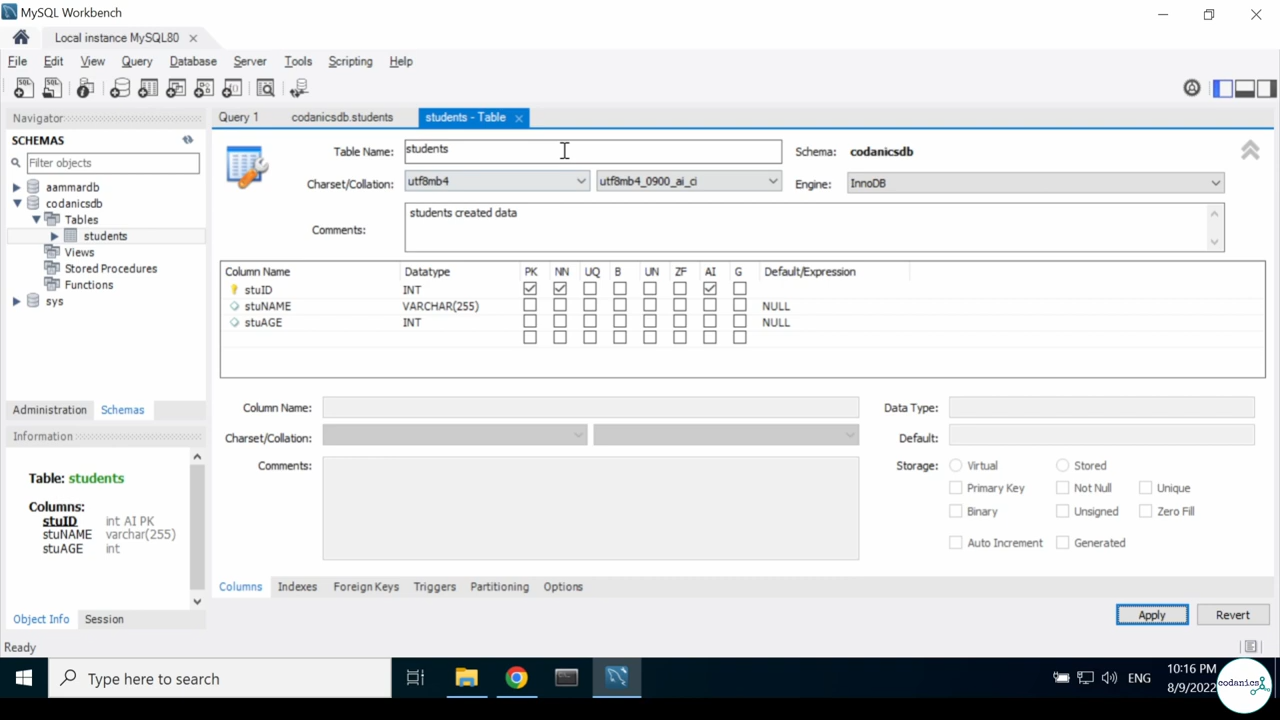 MySQL Workbench
Local instance MySQL80
File Edit View Query Database Server Tools Scripting Help
Navigator
SCHEMAS
Filter objects
aammardb
codanicsdb
Tables
students
Views
Stored Procedures
Functions
sys
Administration Schemas
Information
Table: students
Columns:
stuID int AI PK
stuNAME varchar(255)
stuAGE int
Object Info Session
Query 1 codanicsdb.students students - Table
Table Name: students Schema: codanicsdb
Charset/Collation: utf8mb4 utf8mb4_0900_ai_ci Engine: InnoDB
Comments: students created data
Column Name Datatype PK NN UQ B UN ZF AI G Default/Expression
stuID INT
stuNAME VARCHAR(255) NULL
stuAGE INT NULL
Column Name: Data Type:
Charset/Collation: Default:
Comments: Storage: Virtual Stored
Primary Key Not Null Unique
Binary Unsigned Zero Fill
Auto Increment Generated
Columns Indexes Foreign Keys Triggers Partitioning Options
Apply Revert
Ready
Type here to search
ENG
10:16 PM
8/9/2022
codanics